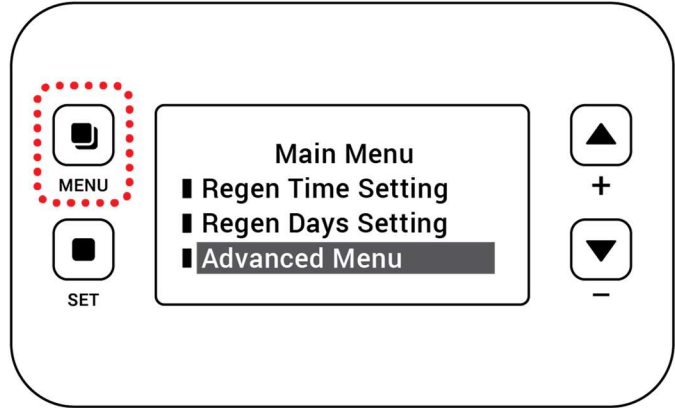 Main Menu
MENU
Regen Time Setting
+
Regen Days Setting
Advanced Menu
SET
−